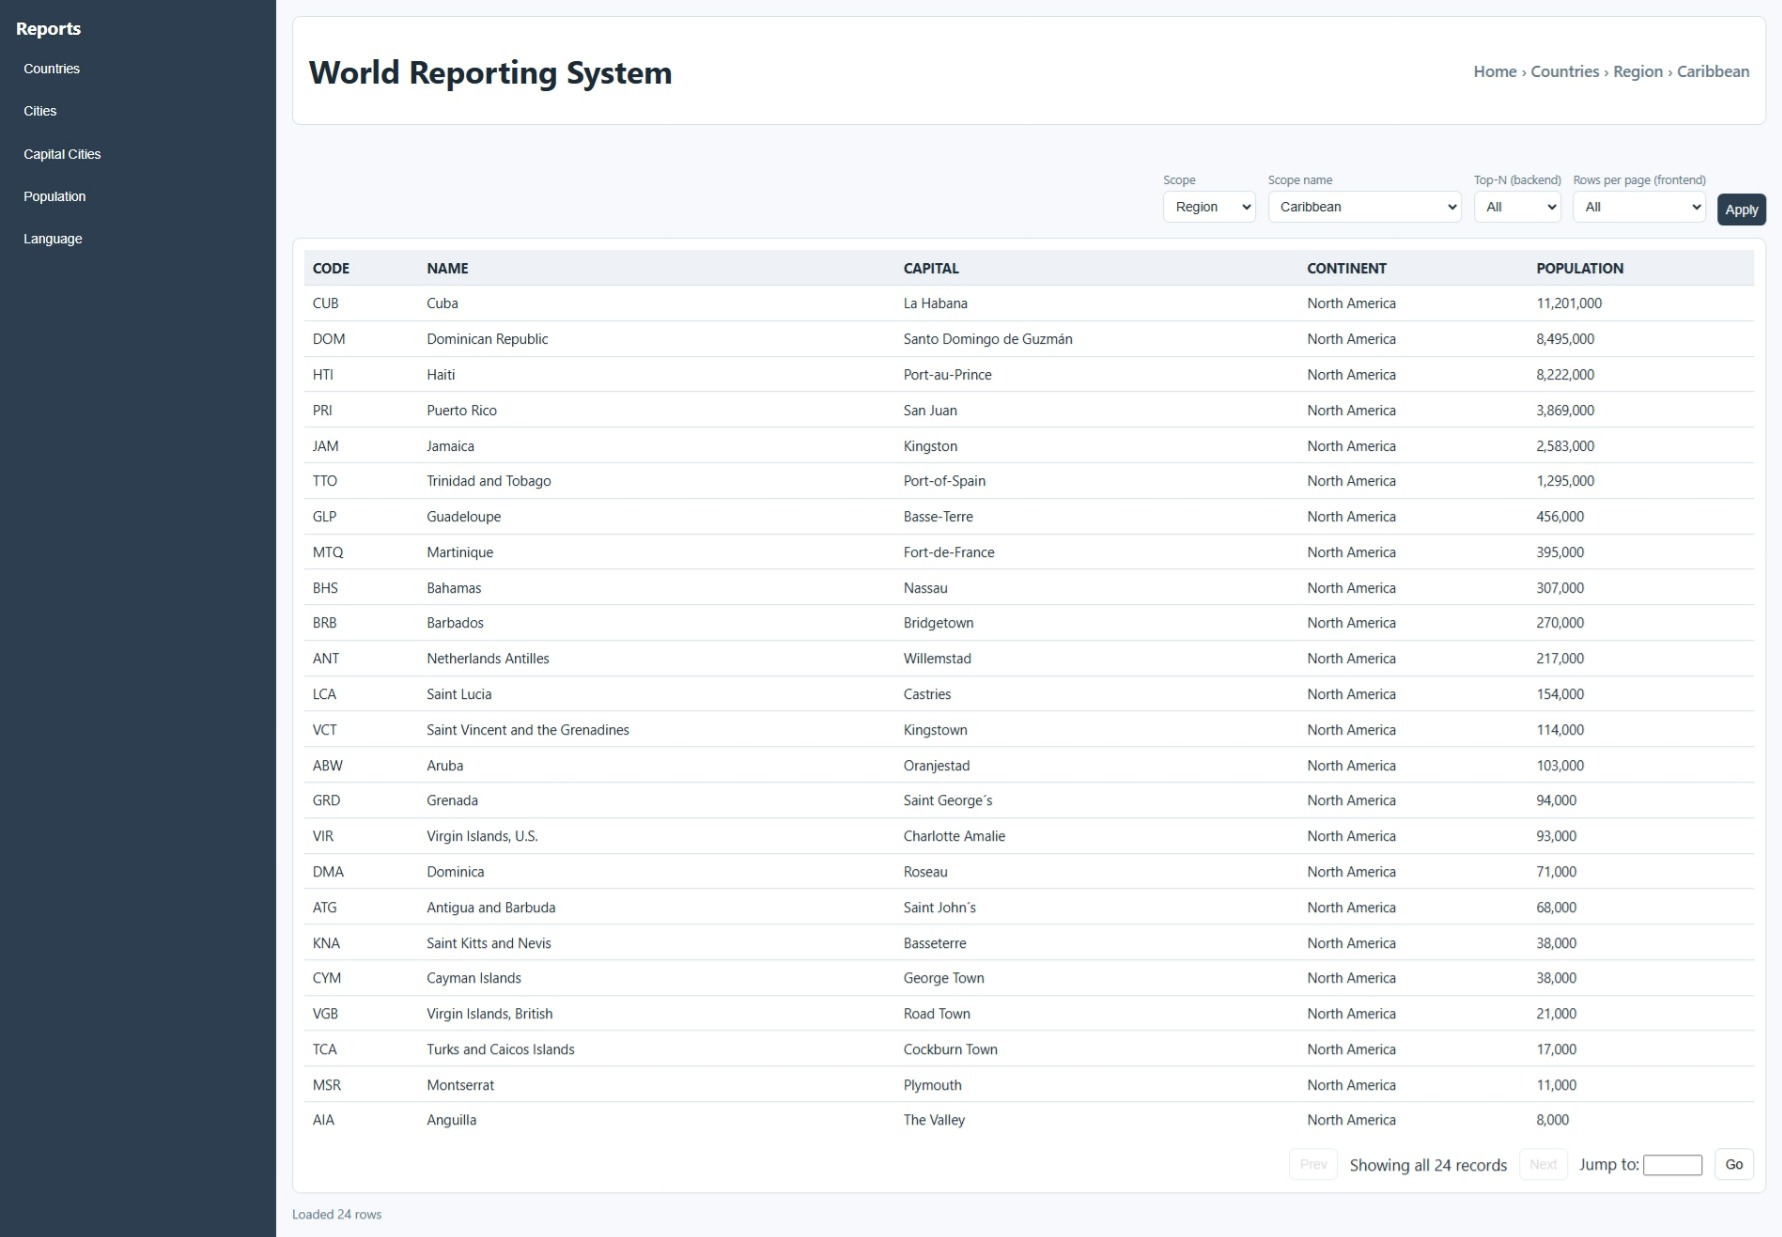 Reports
Countries
Cities
Capital Cities
Population
Language
World Reporting System
Home › Countries › Region › Caribbean
Scope Scope name Top-N (backend) Rows per page (frontend)
Region Caribbean All All Apply
CODE NAME CAPITAL CONTINENT POPULATION
CUB Cuba La Habana North America 11,201,000
DOM Dominican Republic Santo Domingo de Guzmán North America 8,495,000
HTI Haiti Port-au-Prince North America 8,222,000
PRI Puerto Rico San Juan North America 3,869,000
JAM Jamaica Kingston North America 2,583,000
TTO Trinidad and Tobago Port-of-Spain North America 1,295,000
GLP Guadeloupe Basse-Terre North America 456,000
MTQ Martinique Fort-de-France North America 395,000
BHS Bahamas Nassau North America 307,000
BRB Barbados Bridgetown North America 270,000
ANT Netherlands Antilles Willemstad North America 217,000
LCA Saint Lucia Castries North America 154,000
VCT Saint Vincent and the Grenadines Kingstown North America 114,000
ABW Aruba Oranjestad North America 103,000
GRD Grenada Saint George´s North America 94,000
VIR Virgin Islands, U.S. Charlotte Amalie North America 93,000
DMA Dominica Roseau North America 71,000
ATG Antigua and Barbuda Saint John´s North America 68,000
KNA Saint Kitts and Nevis Basseterre North America 38,000
CYM Cayman Islands George Town North America 38,000
VGB Virgin Islands, British Road Town North America 21,000
TCA Turks and Caicos Islands Cockburn Town North America 17,000
MSR Montserrat Plymouth North America 11,000
AIA Anguilla The Valley North America 8,000
Prev Showing all 24 records Next Jump to: Go
Loaded 24 rows